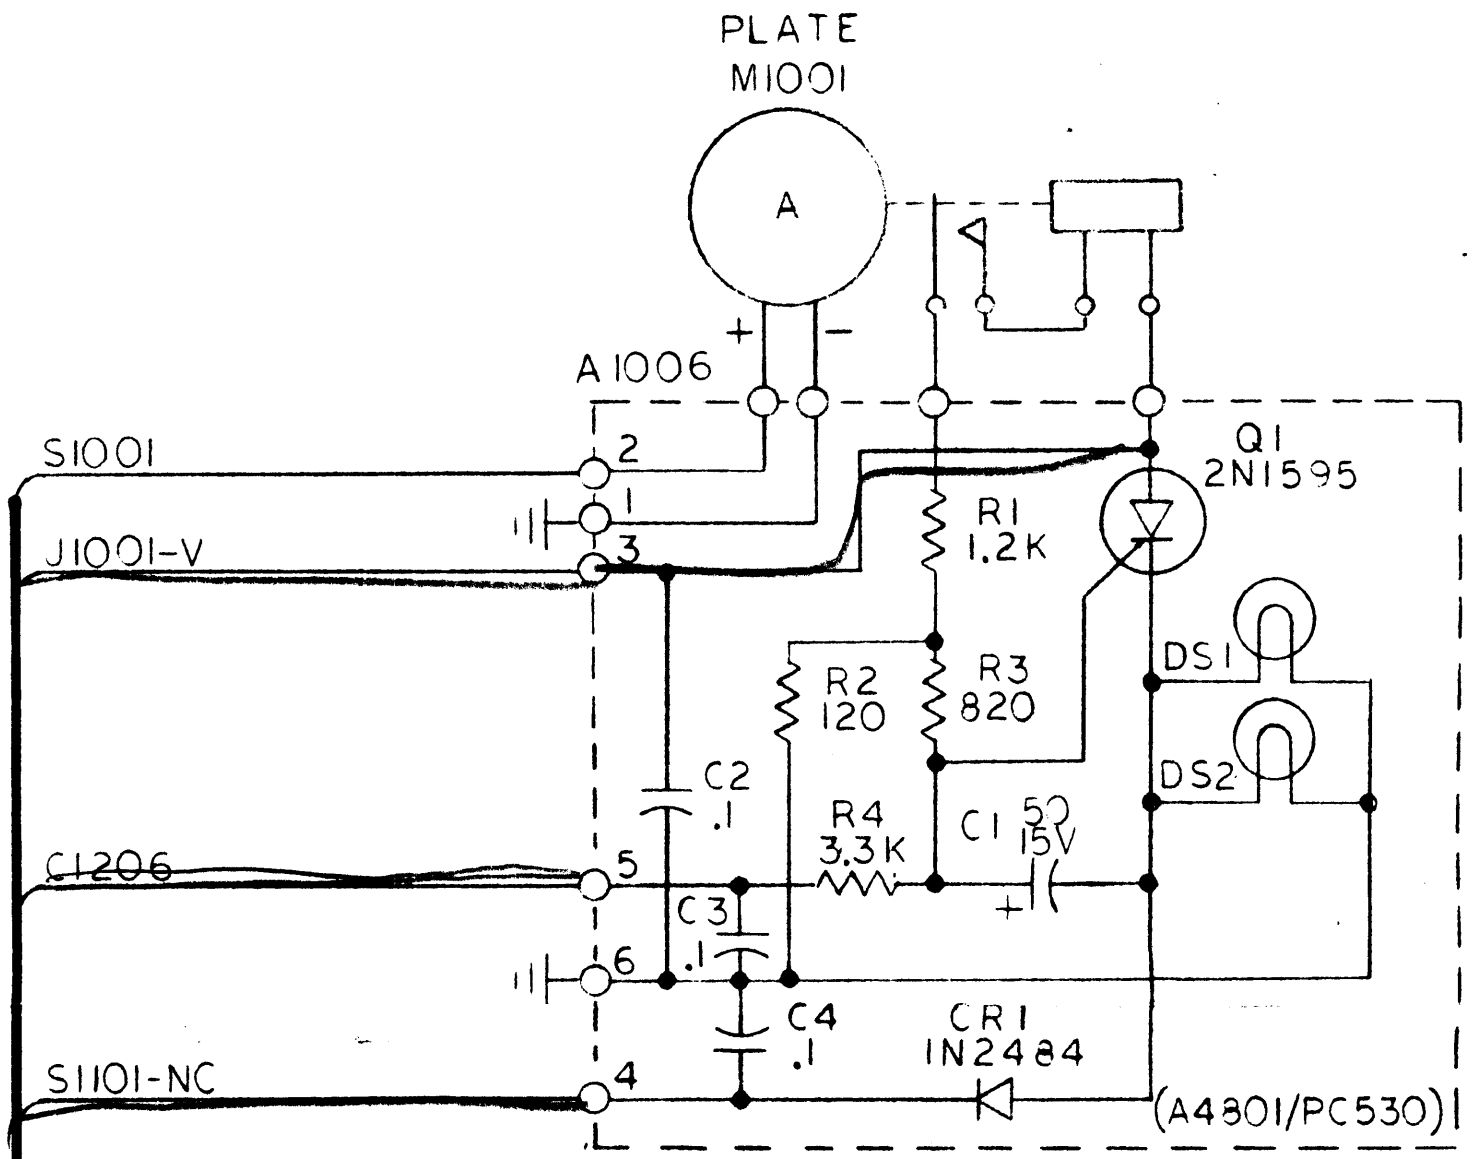 PLATE
M1001
A
+
−
A1006
S1001
2
1
J1001-V
3
Q1
2N1595
R1
1.2K
DS1
R2
120
R3
820
DS2
C2
.1
R4
3.3K
C1
50
15V
+
C1206
5
C3
.1
6
C4
.1
CR1
1N2484
S1101-NC
4
(A4801/PC530)